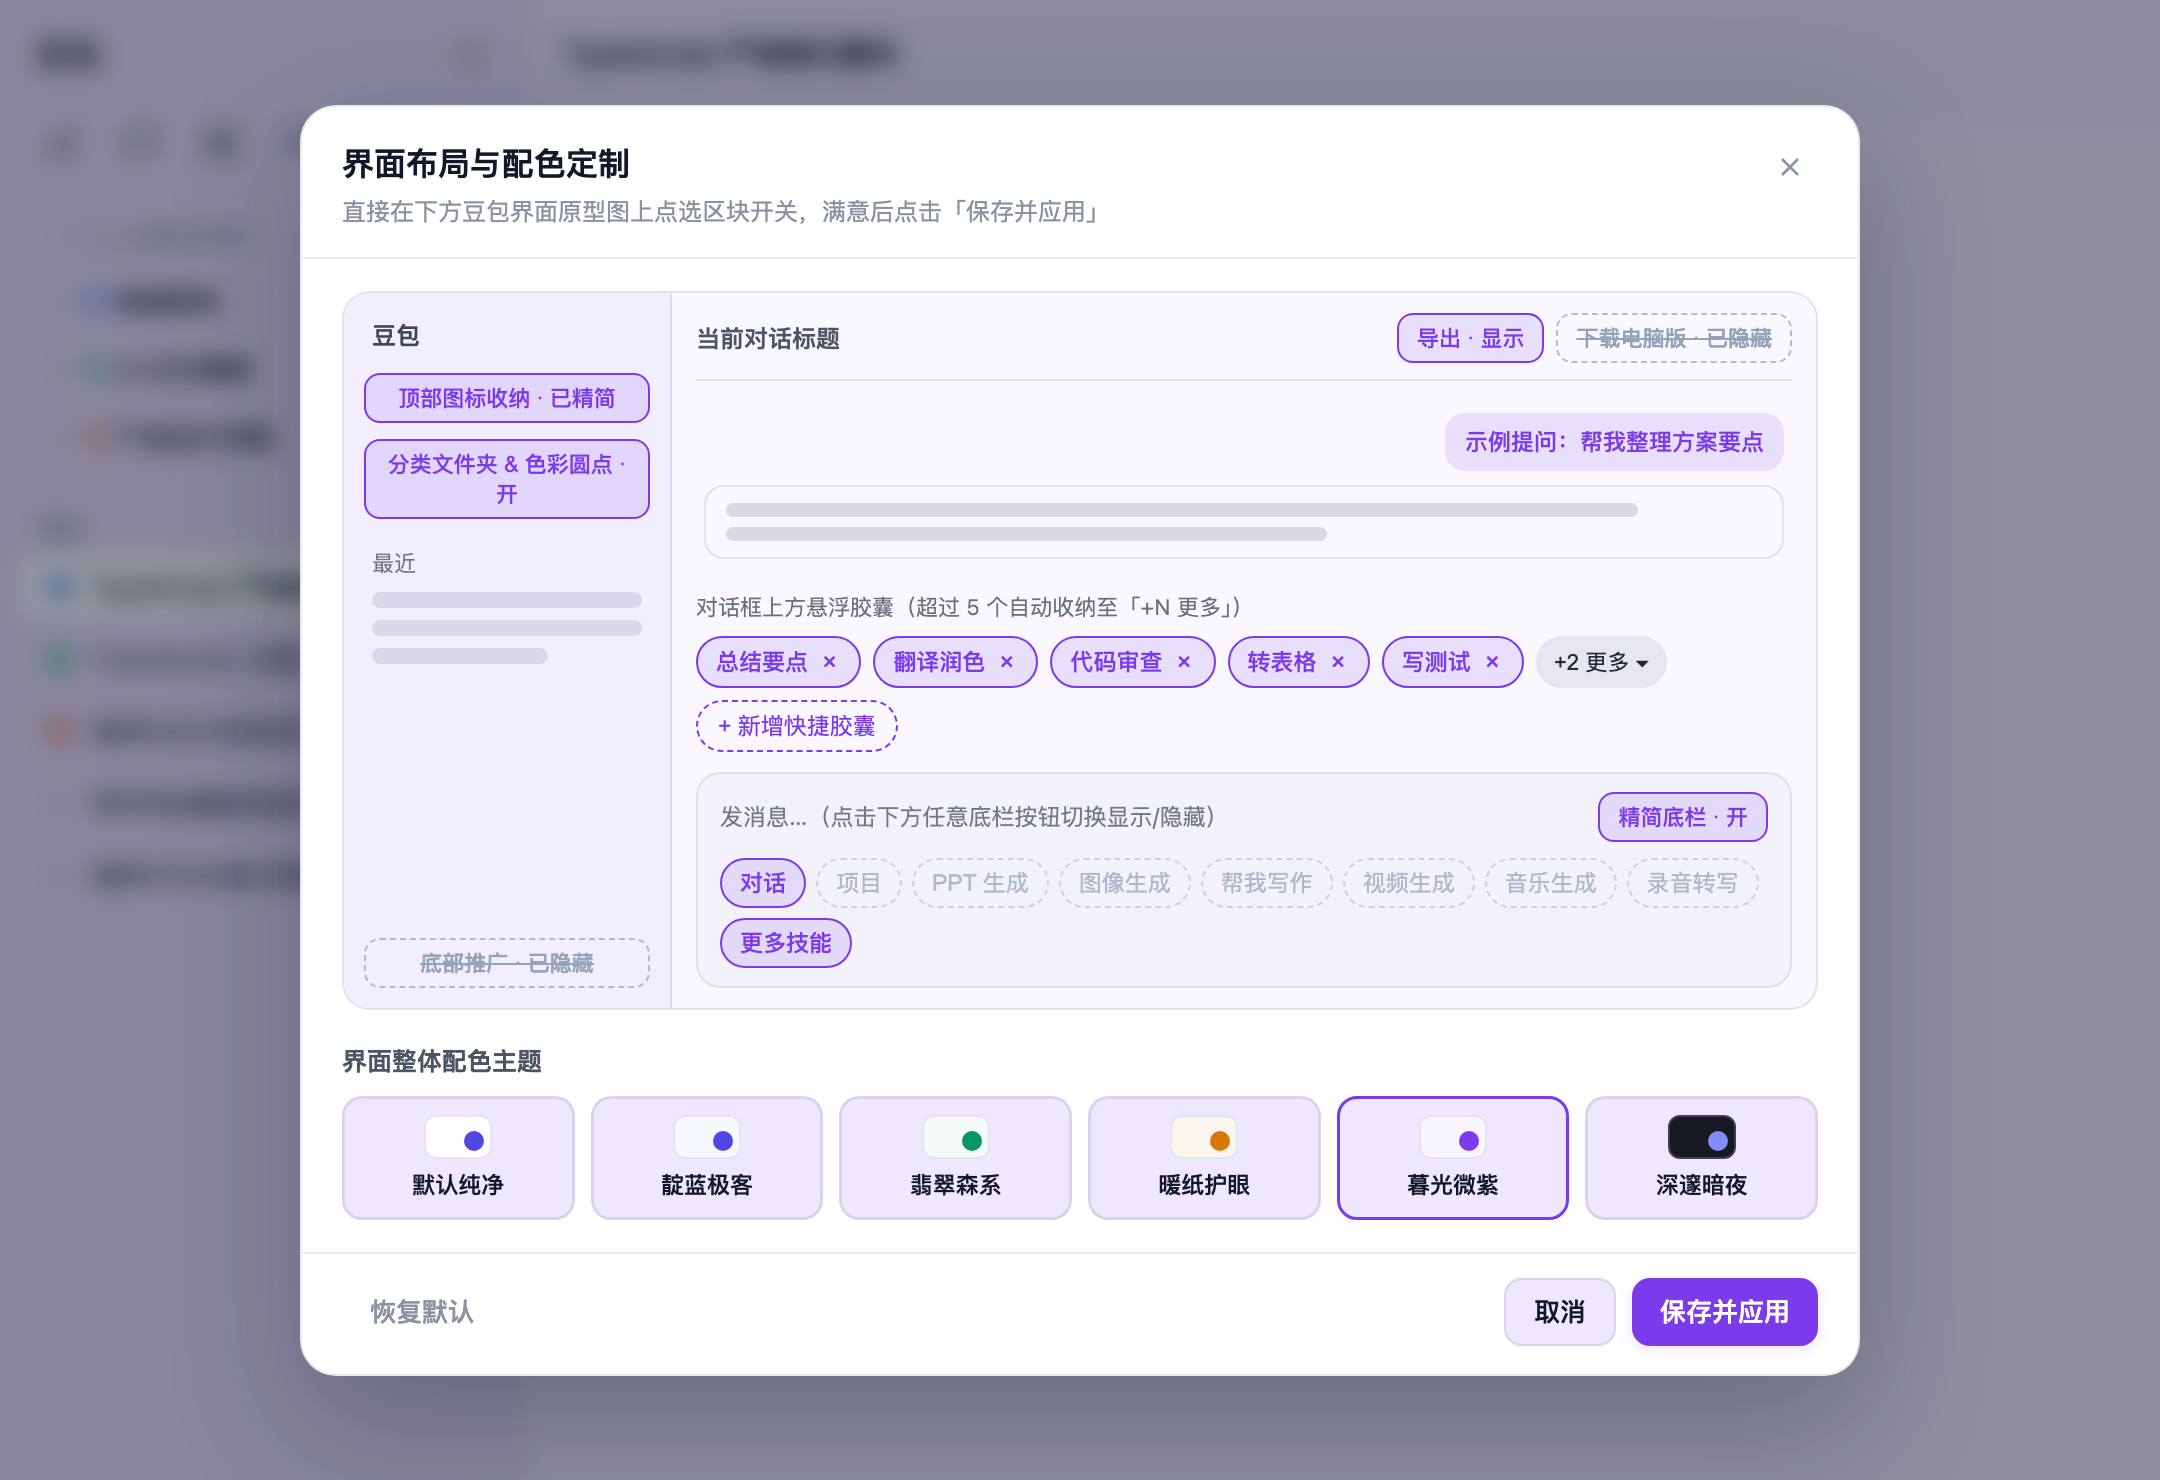 界面布局与配色定制
直接在下方豆包界面原型图上点选区块开关，满意后点击「保存并应用」
豆包
顶部图标收纳 · 已精简
分类文件夹 & 色彩圆点 ·
开
最近
底部推广 · 已隐藏
当前对话标题
导出 · 显示
下载电脑版 · 已隐藏
示例提问：帮我整理方案要点
对话框上方悬浮胶囊（超过 5 个自动收纳至「+N 更多」）
总结要点 ×
翻译润色 ×
代码审查 ×
转表格 ×
写测试 ×
+2 更多
+ 新增快捷胶囊
发消息...（点击下方任意底栏按钮切换显示/隐藏）
精简底栏 · 开
对话
项目
PPT 生成
图像生成
帮我写作
视频生成
音乐生成
录音转写
更多技能
界面整体配色主题
默认纯净
靛蓝极客
翡翠森系
暖纸护眼
暮光微紫
深邃暗夜
恢复默认
取消
保存并应用